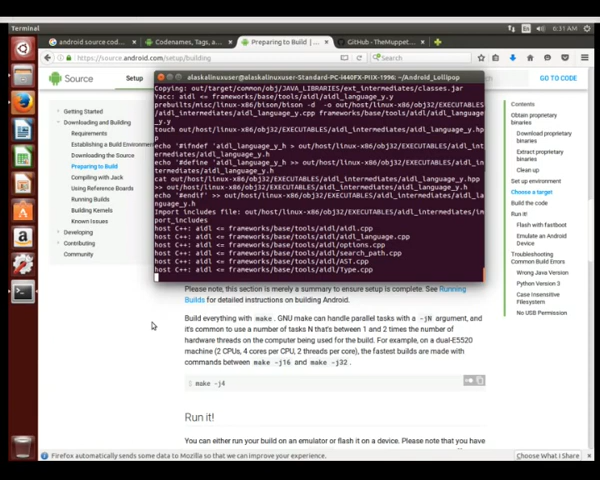 Terminal
6:31 AM
android source code...
Codenames, Tags, a...
Preparing to Build |
GitHub - TheMuppet...
https://source.android.com/setup/building
Search
Source
Setup
GO TO CODE
Getting Started
Downloading and Building
Requirements
Establishing a Build Environment
Downloading the Source
Preparing to Build
Compiling with Jack
Using Reference Boards
Running Builds
Building Kernels
Known Issues
Developing
Contributing
Community
alaskalinuxuser@alaskalinuxuser-Standard-PC-i440FX-PIIX-1996: ~/Android_Lollipop
Copying: out/target/common/obj/JAVA_LIBRARIES/ext_intermediates/classes.jar
Yacc: aidl <= frameworks/base/tools/aidl/aidl_language_y.y
prebuilts/misc/linux-x86/bison/bison -d  -o out/host/linux-x86/obj32/EXECUTABLES
/aidl_intermediates/aidl_language_y.cpp frameworks/base/tools/aidl/aidl_language
_y.y
touch out/host/linux-x86/obj32/EXECUTABLES/aidl_intermediates/aidl_language_y.hp
p
echo '#ifndef 'aidl_language_y_h > out/host/linux-x86/obj32/EXECUTABLES/aidl_in
termediates/aidl_language_y.h
echo '#define 'aidl_language_y_h >> out/host/linux-x86/obj32/EXECUTABLES/aidl_in
termediates/aidl_language_y.h
cat out/host/linux-x86/obj32/EXECUTABLES/aidl_intermediates/aidl_language_y.hpp
>> out/host/linux-x86/obj32/EXECUTABLES/aidl_intermediates/aidl_language_y.h
echo '#endif' >> out/host/linux-x86/obj32/EXECUTABLES/aidl_intermediates/aidl_la
nguage_y.h
Import includes file: out/host/linux-x86/obj32/EXECUTABLES/aidl_intermediates/im
port_includes
host C++: aidl <= frameworks/base/tools/aidl/aidl.cpp
host C++: aidl <= frameworks/base/tools/aidl/aidl_language.cpp
host C++: aidl <= frameworks/base/tools/aidl/options.cpp
host C++: aidl <= frameworks/base/tools/aidl/search_path.cpp
host C++: aidl <= frameworks/base/tools/aidl/AST.cpp
host C++: aidl <= frameworks/base/tools/aidl/Type.cpp
Please note, this section is merely a summary to ensure setup is complete. See Running
Builds for detailed instructions on building Android.
Build everything with make. GNU make can handle parallel tasks with a -jN argument, and
it's common to use a number of tasks N that's between 1 and 2 times the number of
hardware threads on the computer being used for the build. For example, on a dual-E5520
machine (2 CPUs, 4 cores per CPU, 2 threads per core), the fastest builds are made with
commands between make -j16 and make -j32.
$ make -j4
Run it!
You can either run your build on an emulator or flash it on a device. Please note that you have
Contents
Obtain proprietary
binaries
Download proprietary
binaries
Extract proprietary
binaries
Clean up
Set up environment
Choose a target
Build the code
Run it!
Flash with fastboot
Emulate an Android
Device
Troubleshooting
Common Build Errors
Wrong Java Version
Python Version 3
Case Insensitive
Filesystem
No USB Permission
Firefox automatically sends some data to Mozilla so that we can improve your experience.
Choose What I Share